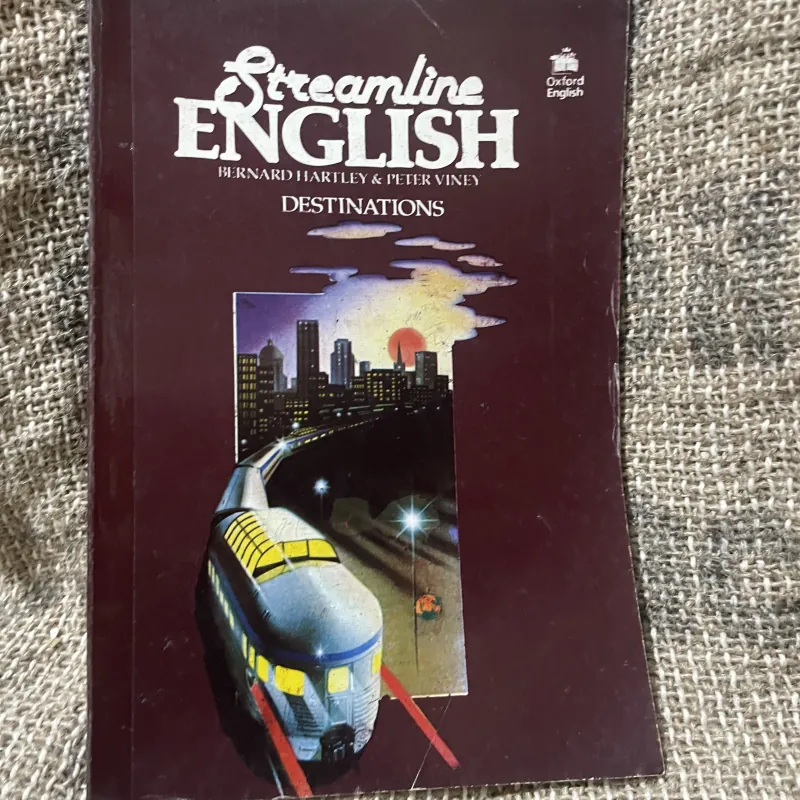 Streamline
ENGLISH
BERNARD HARTLEY & PETER VINEY
DESTINATIONS
Oxford
English